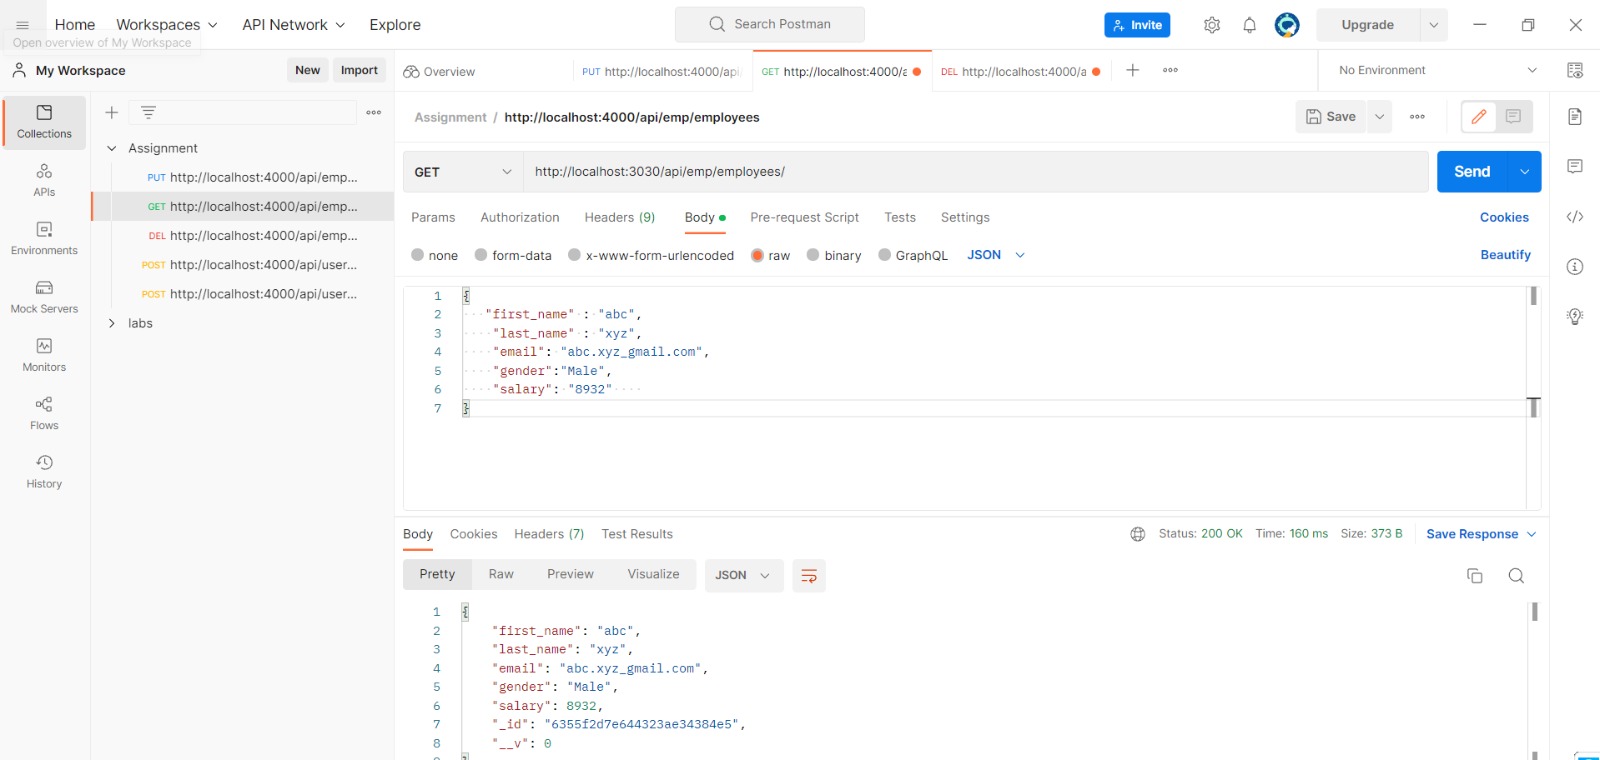 Home Workspaces API Network Explore Search Postman Invite Upgrade
Open overview of My Workspace
My Workspace New Import
Overview PUT http://localhost:4000/api GET http://localhost:4000/a DEL http://localhost:4000/a No Environment
Collections
APIs
Environments
Mock Servers
Monitors
Flows
History
Assignment
PUT http://localhost:4000/api/emp...
GET http://localhost:4000/api/emp...
DEL http://localhost:4000/api/emp...
POST http://localhost:4000/api/user...
POST http://localhost:4000/api/user...
labs
Assignment / http://localhost:4000/api/emp/employees Save
GET http://localhost:3030/api/emp/employees/ Send
Params Authorization Headers (9) Body Pre-request Script Tests Settings Cookies
none form-data x-www-form-urlencoded raw binary GraphQL JSON Beautify
1 {
2 "first_name" : "abc",
3 "last_name" : "xyz",
4 "email": "abc.xyz_gmail.com",
5 "gender":"Male",
6 "salary": "8932"
7 }
Body Cookies Headers (7) Test Results Status: 200 OK Time: 160 ms Size: 373 B Save Response
Pretty Raw Preview Visualize JSON
1 {
2 "first_name": "abc",
3 "last_name": "xyz",
4 "email": "abc.xyz_gmail.com",
5 "gender": "Male",
6 "salary": 8932,
7 "_id": "6355f2d7e644323ae34384e5",
8 "__v": 0